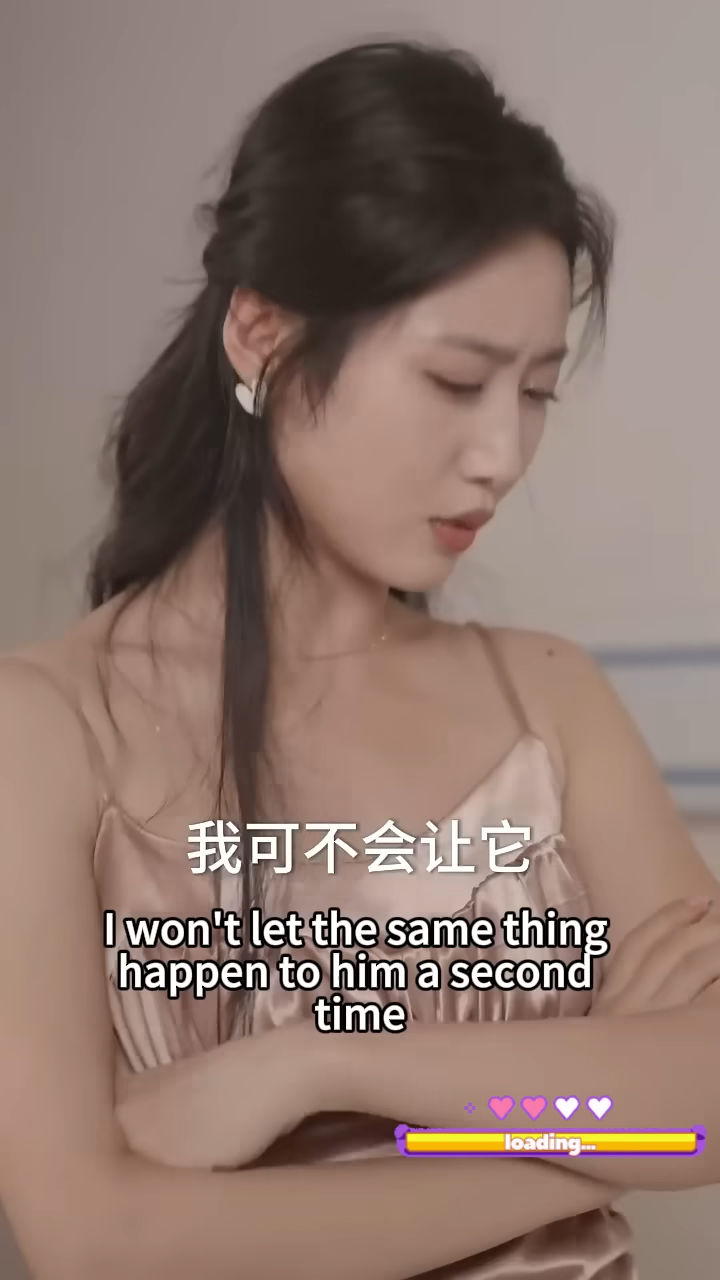 我可不会让它
I won't let the same thing
happen to him a second
time
loading...